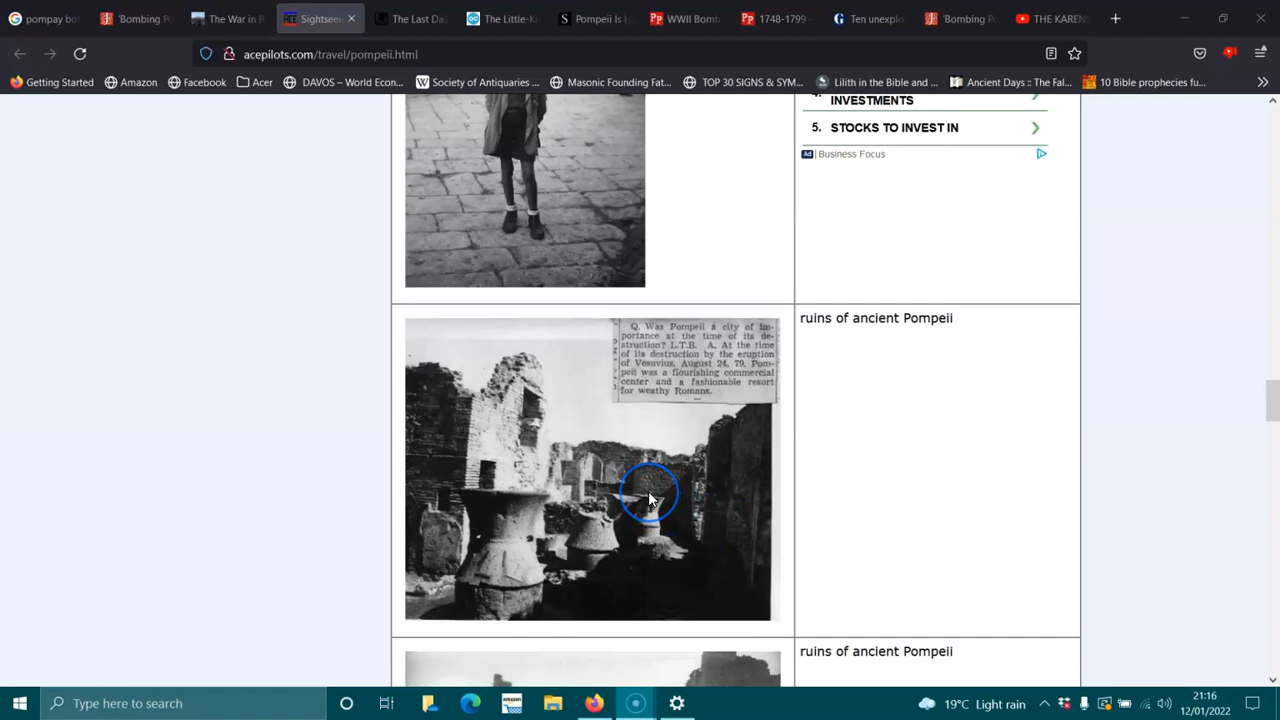 pompay bo
'Bombing Po
The War in P
Sightsee
The Last Da
The Little-K
Pompeii Is
WWII Bomb
1748-1799 -
Ten unexplo
'Bombing Po
THE KAREN
acepilots.com/travel/pompeii.html
Getting Started
Amazon
Facebook
Acer
DAVOS – World Econ...
Society of Antiquaries ...
Masonic Founding Fat...
TOP 30 SIGNS & SYM...
Lilith in the Bible and ...
Ancient Days :: The Fal...
10 Bible prophecies fu...
INVESTMENTS
5. STOCKS TO INVEST IN
Ad | Business Focus
Q. Was Pompeii a city of im-
portance at the time of its de-
struction? L.T.B. A. At the time
of its destruction by the eruption
of Vesuvius, August 24, 79, Pom-
peii was a flourishing commercial
center and a fashionable resort
for weathy Romans.
ruins of ancient Pompeii
ruins of ancient Pompeii
Type here to search
19°C Light rain
21:16
12/01/2022